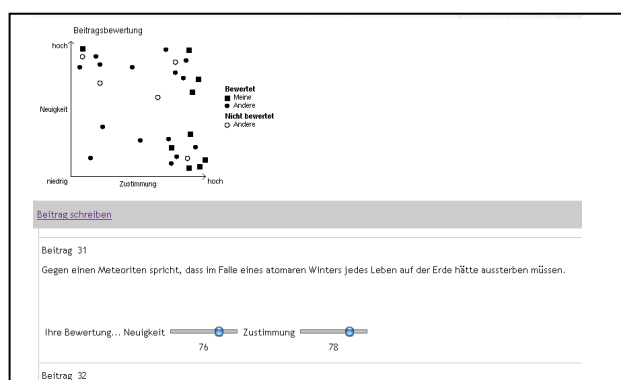 Beitragsbewertung
hoch
Neuigkeit
niedrig
Zustimmung
hoch
Bewertet
Meine
Andere
Nicht bewertet
Andere
Beitrag schreiben
Beitrag 31
Gegen einen Meteoriten spricht, dass im Falle eines atomaren Winters jedes Leben auf der Erde hätte aussterben müssen.
Ihre Bewertung... Neuigkeit Zustimmung
76 78
Beitrag 32